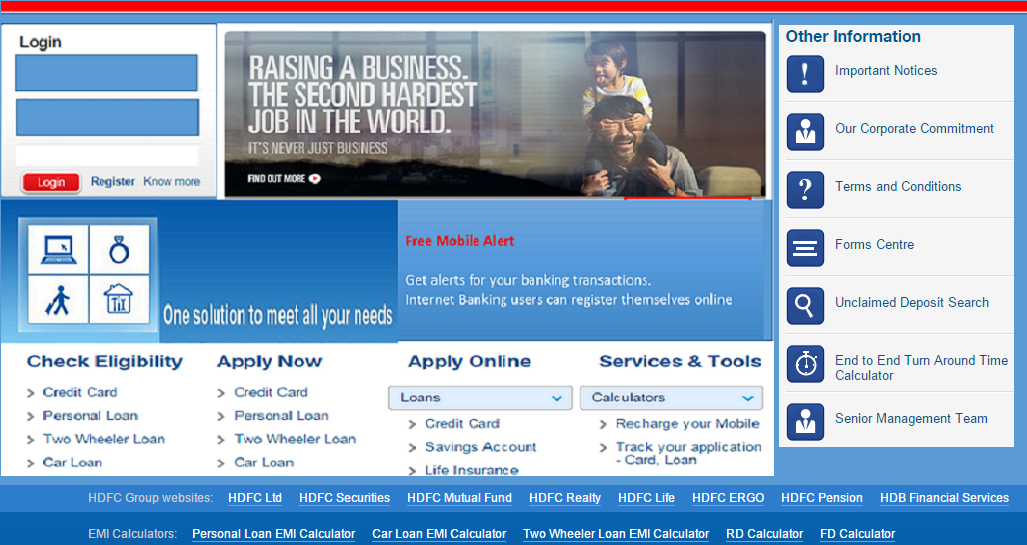 Login
Login Register Know more
RAISING A BUSINESS.
THE SECOND HARDEST
JOB IN THE WORLD.
IT'S NEVER JUST BUSINESS
FIND OUT MORE
One solution to meet all your needs
Free Mobile Alert
Get alerts for your banking transactions.
Internet Banking users can register themselves online
Check Eligibility
Credit Card
Personal Loan
Two Wheeler Loan
Car Loan
Apply Now
Credit Card
Personal Loan
Two Wheeler Loan
Car Loan
Apply Online
Loans
Credit Card
Savings Account
Life Insurance
Services & Tools
Calculators
Recharge your Mobile
Track your application
- Card, Loan
Other Information
Important Notices
Our Corporate Commitment
Terms and Conditions
Forms Centre
Unclaimed Deposit Search
End to End Turn Around Time
Calculator
Senior Management Team
HDFC Group websites: HDFC Ltd HDFC Securities HDFC Mutual Fund HDFC Realty HDFC Life HDFC ERGO HDFC Pension HDB Financial Services
EMI Calculators: Personal Loan EMI Calculator Car Loan EMI Calculator Two Wheeler Loan EMI Calculator RD Calculator FD Calculator